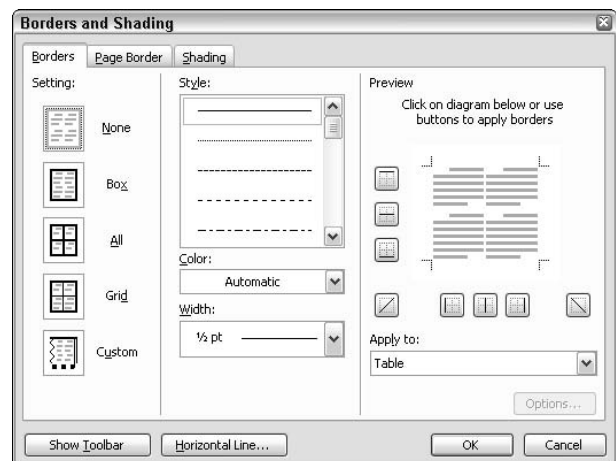 Borders and Shading
Borders
Page Border
Shading
Setting:
None
Box
All
Grid
Custom
Style:
Color:
Automatic
Width:
½ pt
Preview
Click on diagram below or use
buttons to apply borders
Apply to:
Table
Options...
Show Toolbar
Horizontal Line...
OK
Cancel